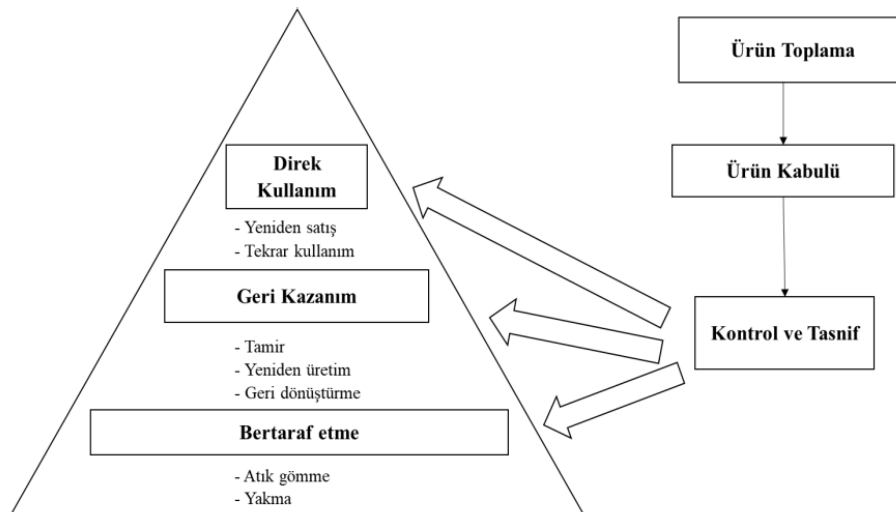 Direk
Kullanım
- Yeniden satış
- Tekrar kullanım
Geri Kazanım
- Tamir
- Yeniden üretim
- Geri dönüştürme
Bertaraf etme
- Atık gömme
- Yakma
Ürün Toplama
Ürün Kabulü
Kontrol ve Tasnif